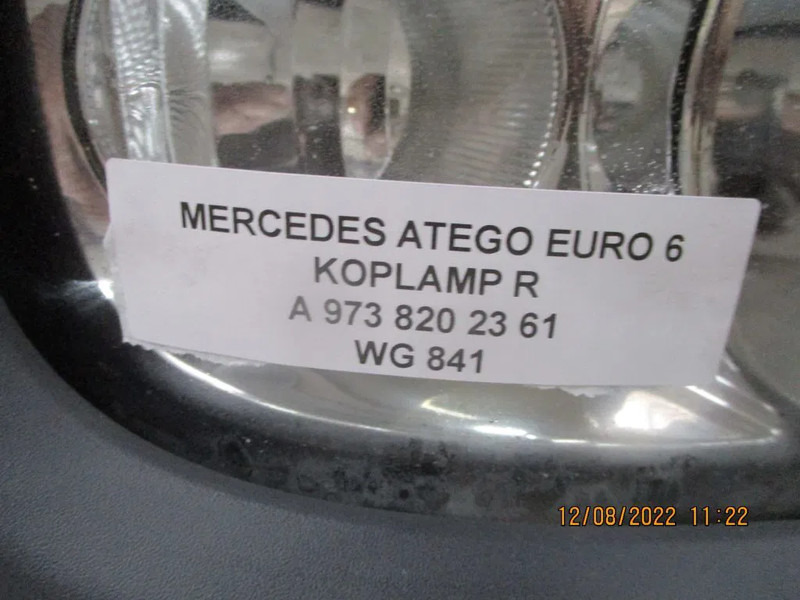 MERCEDES ATEGO EURO 6
KOPLAMP R
A 973 820 23 61
WG 841
12/08/2022 11:22